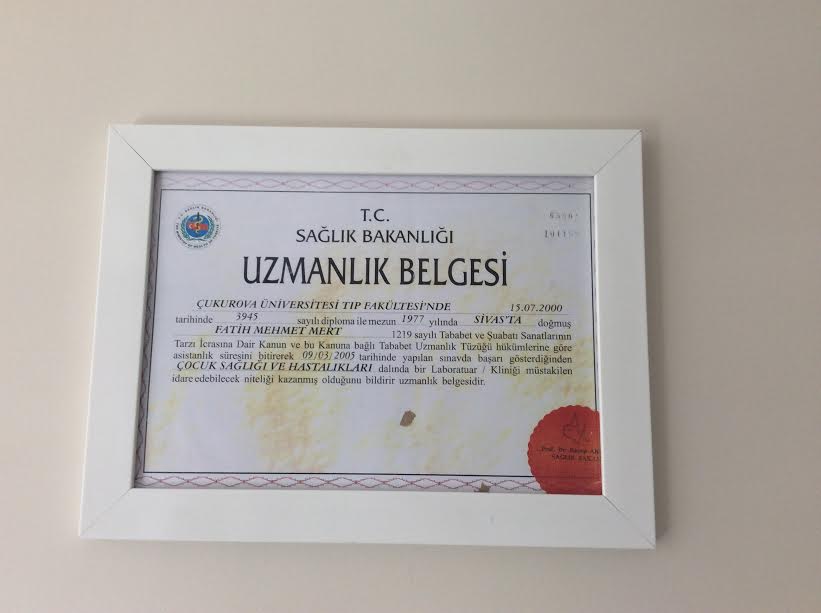 T.C.
SAĞLIK BAKANLIĞI
UZMANLIK BELGESİ
ÇUKUROVA ÜNİVERSİTESİ TIP FAKÜLTESİ'NDE 15.07.2000
tarihinde 3945 sayılı diploma ile mezun 1977 yılında SİVAS'TA doğmuş
FATİH MEHMET MERT 1219 sayılı Tababet ve Şuabatı Sanatlarının
Tarzı İcrasına Dair Kanun ve bu Kanuna bağlı Tababet Uzmanlık Tüzüğü hükümlerine göre
asistanlık süresini bitirerek 09/03/2005 tarihinde yapılan sınavda başarı gösterdiğinden
ÇOCUK SAĞLIĞI VE HASTALIKLARI dalında bir Laboratuar / Kliniği müstakilen
idare edebilecek niteliği kazanmış olduğunu bildirir uzmanlık belgesidir.
Prof. Dr. Recep
SAĞLIK